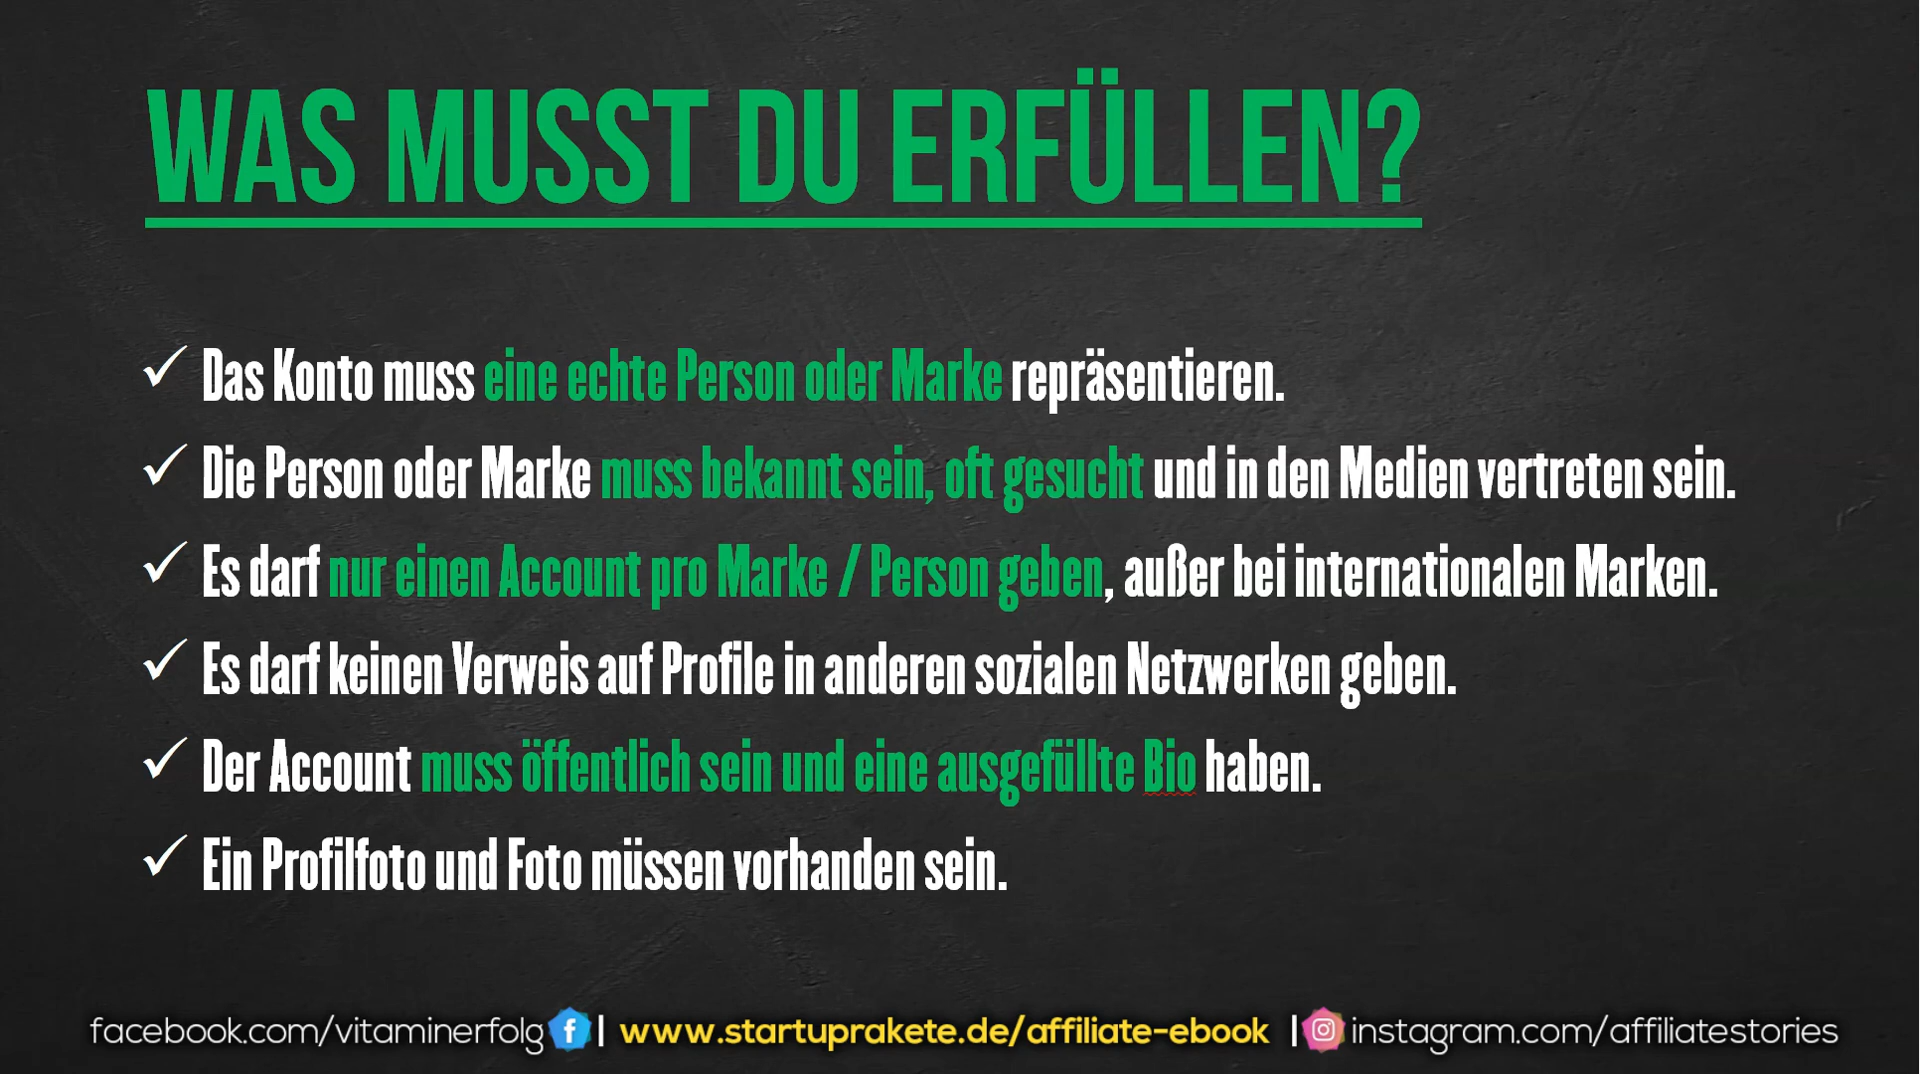 WAS MUSST DU ERFÜLLEN?
✓ Das Konto muss eine echte Person oder Marke repräsentieren.
✓ Die Person oder Marke muss bekannt sein, oft gesucht und in den Medien vertreten sein.
✓ Es darf nur einen Account pro Marke / Person geben, außer bei internationalen Marken.
✓ Es darf keinen Verweis auf Profile in anderen sozialen Netzwerken geben.
✓ Der Account muss öffentlich sein und eine ausgefüllte Bio haben.
✓ Ein Profilfoto und Foto müssen vorhanden sein.
facebook.com/vitaminerfolg | www.startuprakete.de/affiliate-ebook | instagram.com/affiliatestories